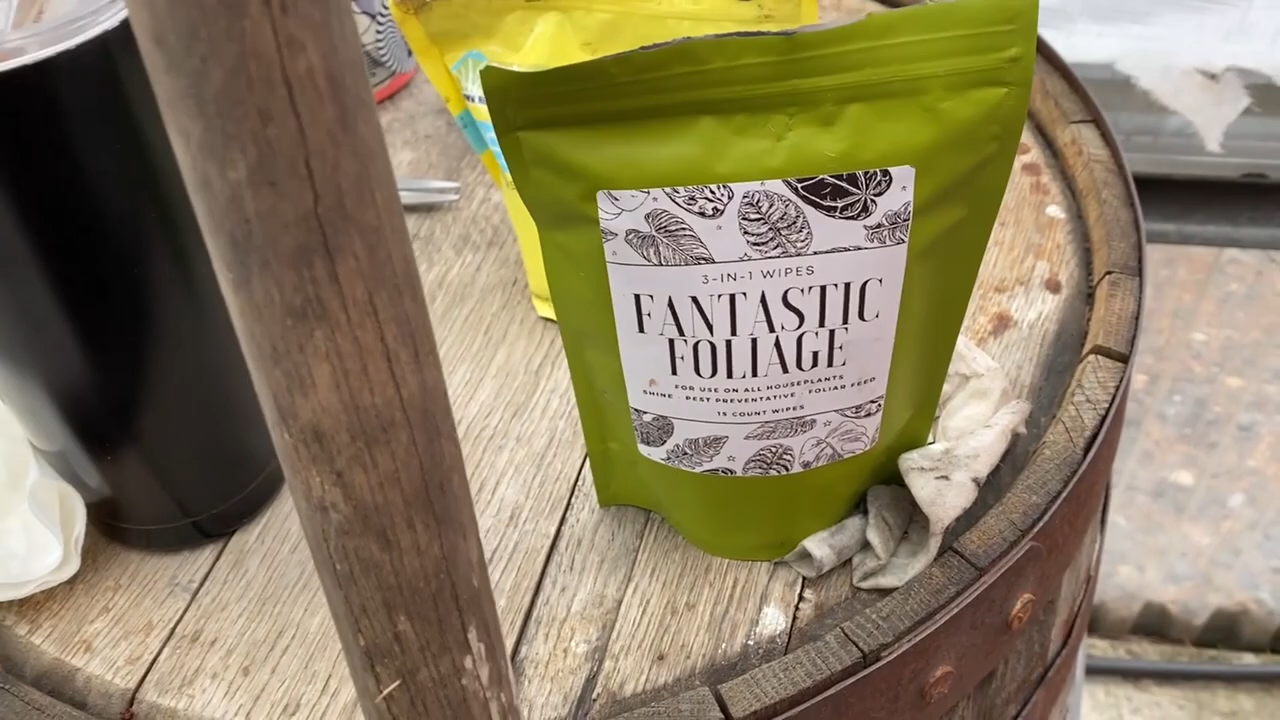 3-IN-1 WIPES
FANTASTIC
FOLIAGE
FOR USE ON ALL HOUSEPLANTS
SHINE · PEST PREVENTATIVE · FOLIAR FEED
15 COUNT WIPES